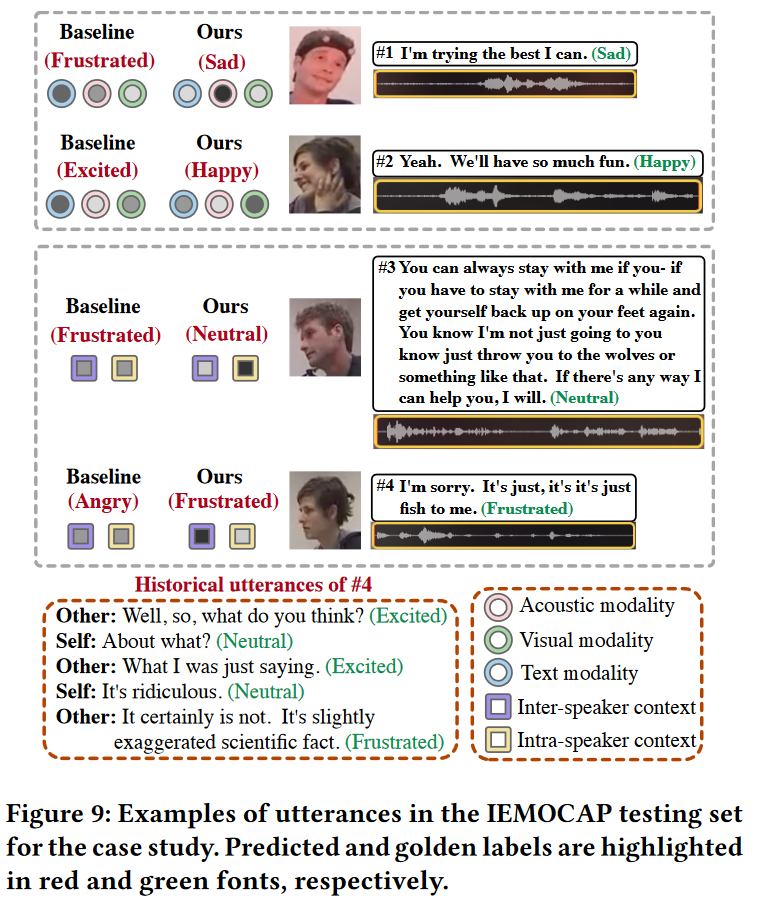 Baseline
(Frustrated)
Ours
(Sad)
#1 I'm trying the best I can. (Sad)
Baseline
(Excited)
Ours
(Happy)
#2 Yeah. We'll have so much fun. (Happy)
Baseline
(Frustrated)
Ours
(Neutral)
#3 You can always stay with me if you- if
you have to stay with me for a while and
get yourself back up on your feet again.
You know I'm not just going to you
know just throw you to the wolves or
something like that. If there's any way I
can help you, I will. (Neutral)
Baseline
(Angry)
Ours
(Frustrated)
#4 I'm sorry. It's just, it's it's just
fish to me. (Frustrated)
Historical utterances of #4
Other: Well, so, what do you think? (Excited)
Self: About what? (Neutral)
Other: What I was just saying. (Excited)
Self: It's ridiculous. (Neutral)
Other: It certainly is not. It's slightly
exaggerated scientific fact. (Frustrated)
Acoustic modality
Visual modality
Text modality
Inter-speaker context
Intra-speaker context
Figure 9: Examples of utterances in the IEMOCAP testing set
for the case study. Predicted and golden labels are highlighted
in red and green fonts, respectively.